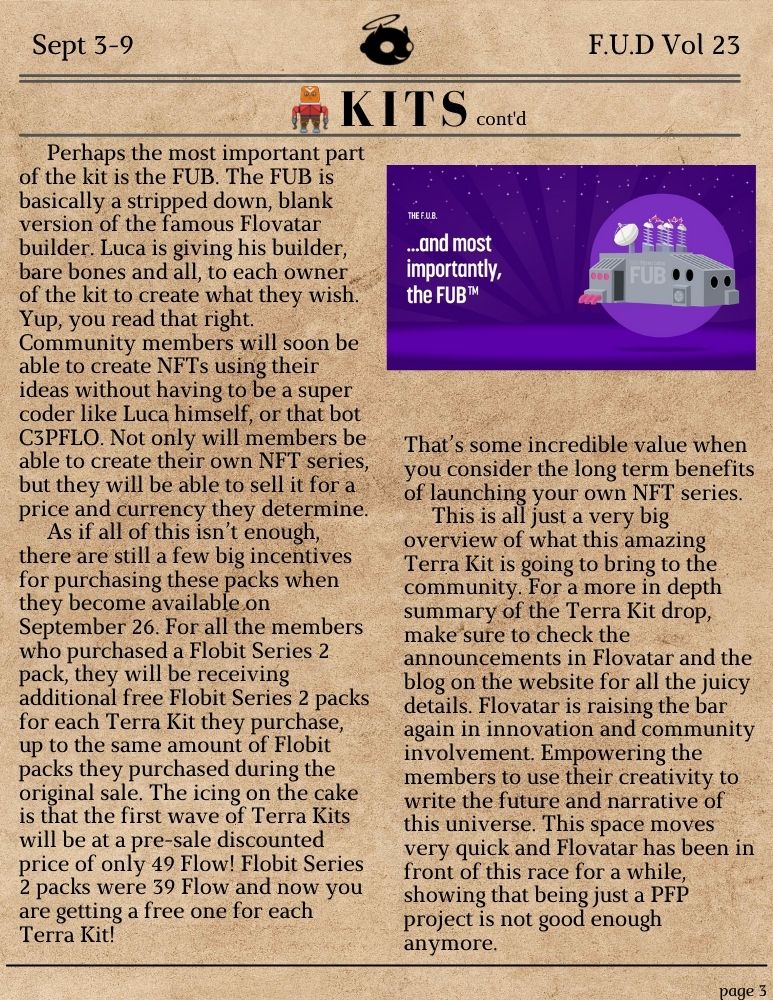 Sept 3-9
F.U.D Vol 23
KITS cont'd
Perhaps the most important part
of the kit is the FUB. The FUB is
basically a stripped down, blank
version of the famous Flovatar
builder. Luca is giving his builder,
bare bones and all, to each owner
of the kit to create what they wish.
Yup, you read that right.
Community members will soon be
able to create NFTs using their
ideas without having to be a super
coder like Luca himself, or that bot
C3PFLO. Not only will members be
able to create their own NFT series,
but they will be able to sell it for a
price and currency they determine.
As if all of this isn't enough,
there are still a few big incentives
for purchasing these packs when
they become available on
September 26. For all the members
who purchased a Flobit Series 2
pack, they will be receiving
additional free Flobit Series 2 packs
for each Terra Kit they purchase,
up to the same amount of Flobit
packs they purchased during the
original sale. The icing on the cake
is that the first wave of Terra Kits
will be at a pre-sale discounted
price of only 49 Flow! Flobit Series
2 packs were 39 Flow and now you
are getting a free one for each
Terra Kit!
THE F.U.B.
...and most
importantly,
the FUB™
FUB
That's some incredible value when
you consider the long term benefits
of launching your own NFT series.
This is all just a very big
overview of what this amazing
Terra Kit is going to bring to the
community. For a more in depth
summary of the Terra Kit drop,
make sure to check the
announcements in Flovatar and the
blog on the website for all the juicy
details. Flovatar is raising the bar
again in innovation and community
involvement. Empowering the
members to use their creativity to
write the future and narrative of
this universe. This space moves
very quick and Flovatar has been in
front of this race for a while,
showing that being just a PFP
project is not good enough
anymore.
page 3